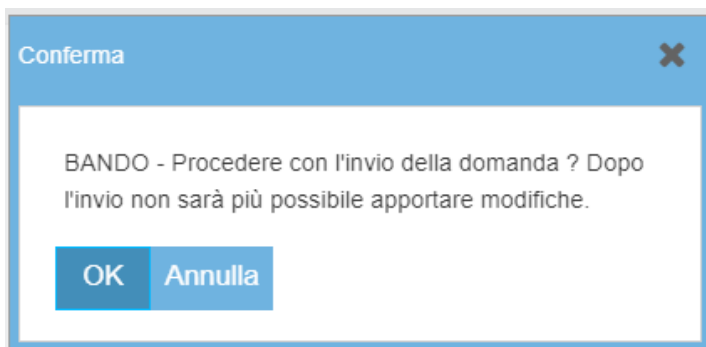 Conferma
BANDO - Procedere con l'invio della domanda ? Dopo
l'invio non sarà più possibile apportare modifiche.
OK Annulla